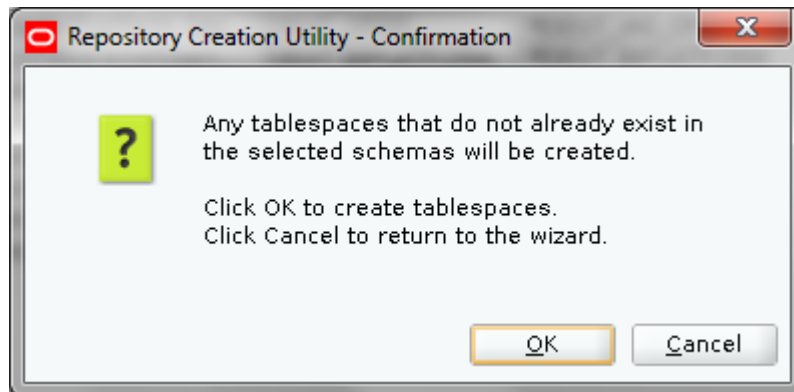 Repository Creation Utility - Confirmation
Any tablespaces that do not already exist in
the selected schemas will be created.
Click OK to create tablespaces.
Click Cancel to return to the wizard.
OK
Cancel